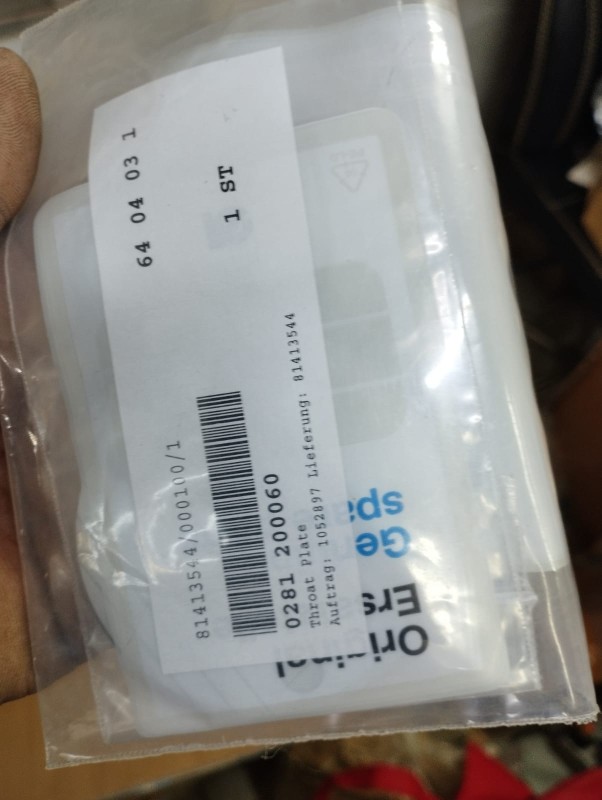 64 04 03 1
1 ST
81413544/000100/1
0281 200060
Throat Plate
Auftrag: 1052897 Lieferung: 81413544
Original
Ers
Ge
spa